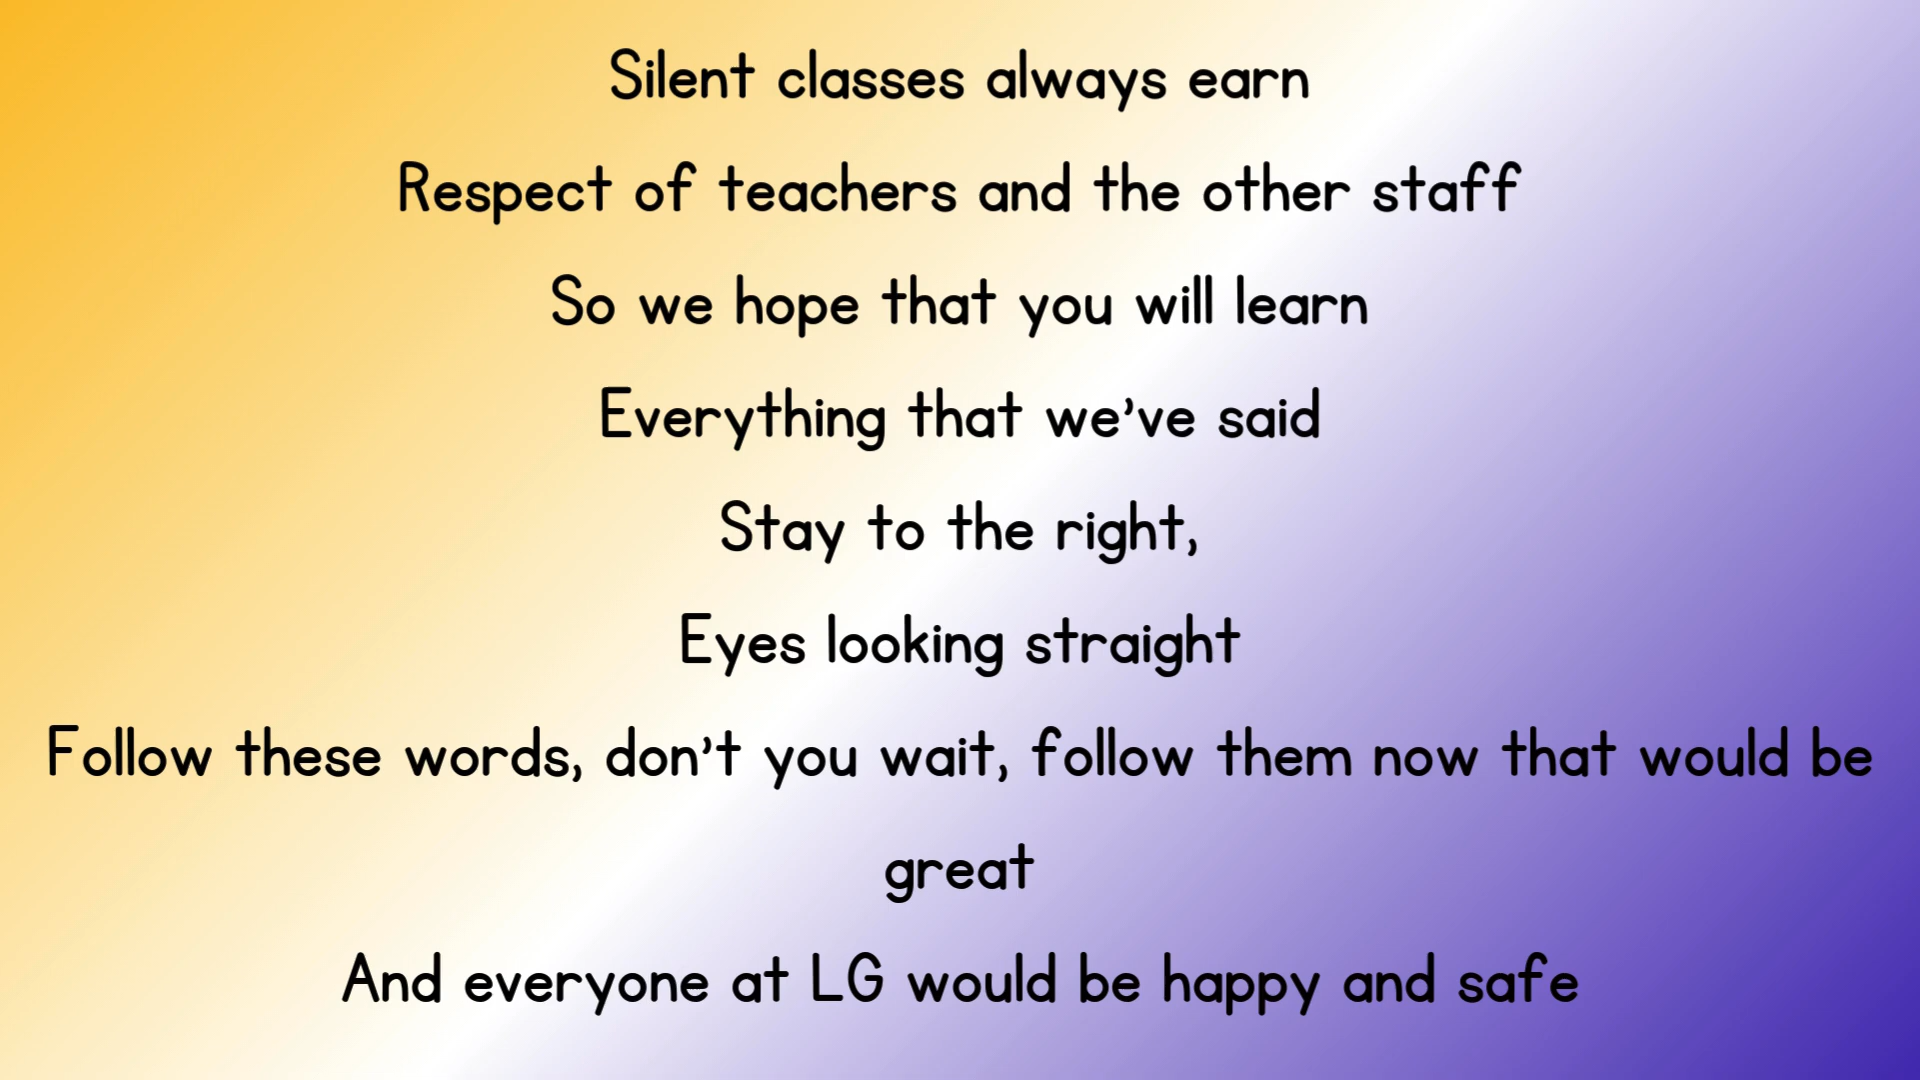 Silent classes always earn
Respect of teachers and the other staff
So we hope that you will learn
Everything that we've said
Stay to the right,
Eyes looking straight
Follow these words, don't you wait, follow them now that would be
great
And everyone at LG would be happy and safe